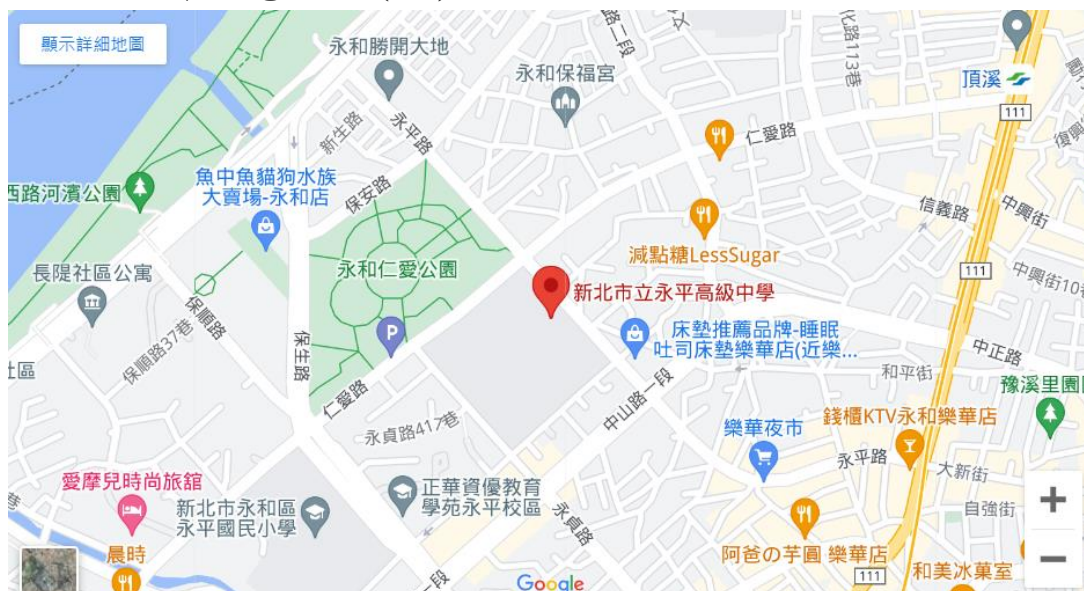 顯示詳細地圖
永和勝開大地
永和保福宮
路二段
化路113巷
頂溪
111
仁愛路
永平路
新生路
保安路
魚中魚貓狗水族
大賣場-永和店
西路河濱公園
信義路
中興街
減點糖LessSugar
永和仁愛公園
長隄社區公寓
111
中興街10巷
新北市立永平高級中學
P
保順路
保順路37巷
保生路
床墊推薦品牌-睡眠
吐司床墊樂華店(近樂...
中正路
和平街
社區
仁愛路
中山路一段
豫溪里園
錢櫃KTV永和樂華店
樂華夜市
永貞路417巷
永平路
大新街
愛摩兒時尚旅舘
新北市永和區
永平國民小學
正華資優教育
學苑永平校區
永貞路
自強街
+
晨時
阿爸の芋圓 樂華店
−
Google
111
和美冰菓室